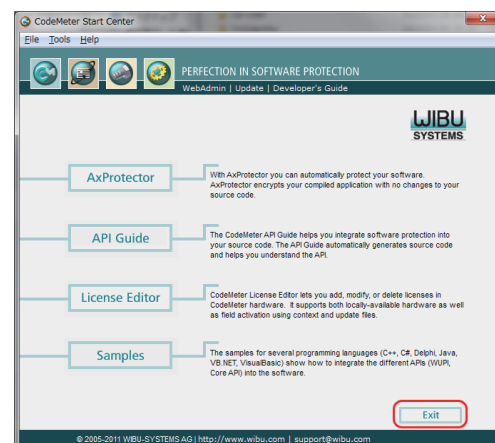 CodeMeter Start Center
File Tools Help
PERFECTION IN SOFTWARE PROTECTION
WebAdmin | Update | Developer's Guide
WIBU
SYSTEMS
AxProtector
With AxProtector you can automatically protect your software.
AxProtector encrypts your compiled application with no changes to your
source code.
API Guide
The CodeMeter API Guide helps you integrate software protection into
your source code. The API Guide automatically generates source code
and helps you understand the API.
License Editor
CodeMeter License Editor lets you add, modify, or delete licenses in
CodeMeter hardware. It supports both locally-available hardware as well
as field activation using context and update files.
Samples
The samples for several programming languages (C++, C#, Delphi, Java,
VB.NET, VisualBasic) show how to integrate the different APIs (WUPI,
Core API) into the software.
Exit
© 2005-2011 WIBU-SYSTEMS AG | http://www.wibu.com | support@wibu.com